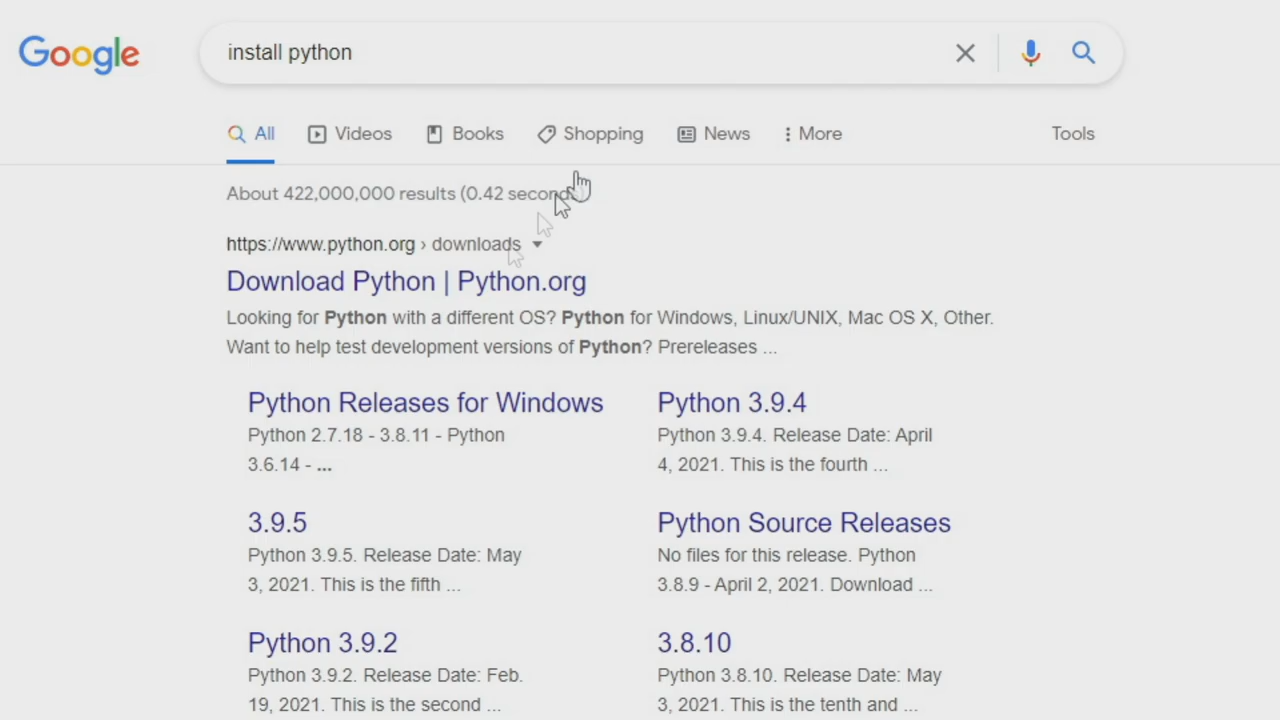 Google
install python
All
Videos
Books
Shopping
News
More
Tools
About 422,000,000 results (0.42 seconds)
https://www.python.org › downloads
Download Python | Python.org
Looking for Python with a different OS? Python for Windows, Linux/UNIX, Mac OS X, Other.
Want to help test development versions of Python? Prereleases ...
Python Releases for Windows
Python 2.7.18 - 3.8.11 - Python
3.6.14 - ...
Python 3.9.4
Python 3.9.4. Release Date: April
4, 2021. This is the fourth ...
3.9.5
Python 3.9.5. Release Date: May
3, 2021. This is the fifth ...
Python Source Releases
No files for this release. Python
3.8.9 - April 2, 2021. Download ...
Python 3.9.2
Python 3.9.2. Release Date: Feb.
19, 2021. This is the second ...
3.8.10
Python 3.8.10. Release Date: May
3, 2021. This is the tenth and ...